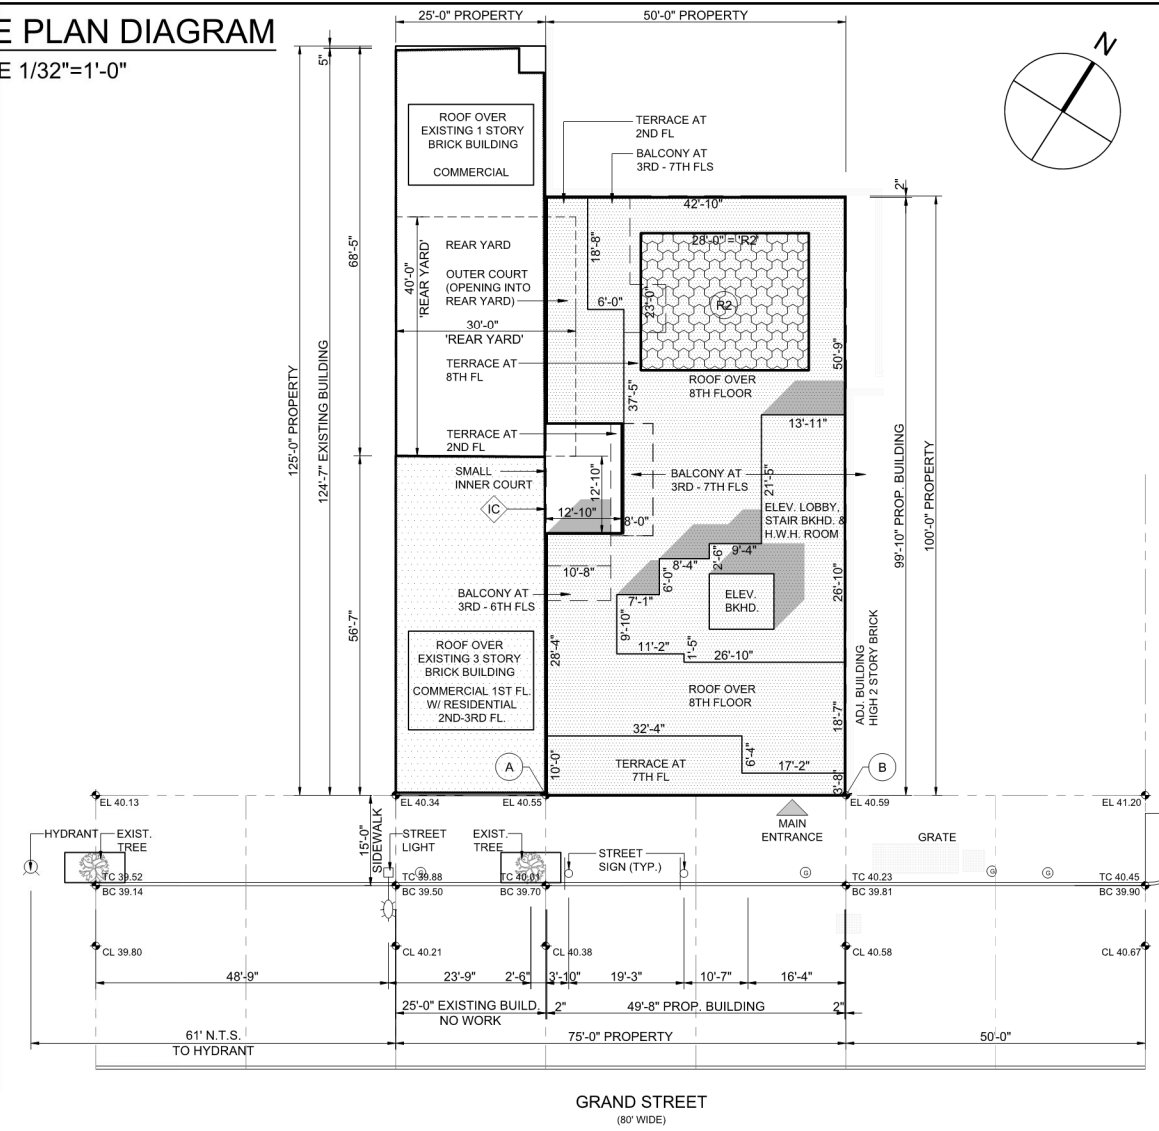 E PLAN DIAGRAM
E 1/32"=1'-0"
25'-0" PROPERTY
50'-0" PROPERTY
N
5"
ROOF OVER
EXISTING 1 STORY
BRICK BUILDING
COMMERCIAL
TERRACE AT
2ND FL
BALCONY AT
3RD - 7TH FLS
2"
42'-10"
28'-0" = 'R2'
18'-8"
68'-5"
40'-0"
'REAR YARD'
REAR YARD
OUTER COURT
(OPENING INTO
REAR YARD)
6'-0"
23'-0"
R2
30'-0"
'REAR YARD'
TERRACE AT
8TH FL
50'-9"
ROOF OVER
8TH FLOOR
37'-5"
125'-0" PROPERTY
124'-7" EXISTING BUILDING
13'-11"
TERRACE AT
2ND FL
SMALL
INNER COURT
IC
12'-10"
12'-10"
8'-0"
BALCONY AT
3RD - 7TH FLS
21'-5"
ELEV. LOBBY,
STAIR BKHD. &
H.W.H. ROOM
99'-10" PROP. BUILDING
100'-0" PROPERTY
9'-4"
2'-6"
8'-4"
6'-0"
10'-8"
7'-1"
ELEV.
BKHD.
26'-10"
BALCONY AT
3RD - 6TH FLS
56'-7"
9'-10"
11'-2"
1'-5"
26'-10"
28'-4"
ROOF OVER
EXISTING 3 STORY
BRICK BUILDING
COMMERCIAL 1ST FL.
W/ RESIDENTIAL
2ND-3RD FL.
ROOF OVER
8TH FLOOR
ADJ. BUILDING
HIGH 2 STORY BRICK
18'-7"
32'-4"
6'-4"
17'-2"
TERRACE AT
7TH FL
10'-0"
3'-8"
A
B
EL 40.13
EL 40.34
EL 40.55
EL 40.59
EL 41.20
15'-0"
SIDEWALK
MAIN
ENTRANCE
GRATE
HYDRANT
EXIST.
TREE
STREET
LIGHT
EXIST.
TREE
STREET
SIGN (TYP.)
G
G
G
G
TC 39.52
BC 39.14
TC 39.88
BC 39.50
TC 40.01
BC 39.70
TC 40.23
BC 39.81
TC 40.45
BC 39.90
CL 39.80
CL 40.21
CL 40.38
CL 40.58
CL 40.67
48'-9"
23'-9"
2'-6"
3'-10"
19'-3"
10'-7"
16'-4"
25'-0" EXISTING BUILD.
NO WORK
2"
49'-8" PROP. BUILDING
2"
61' N.T.S.
TO HYDRANT
75'-0" PROPERTY
50'-0"
GRAND STREET
(80' WIDE)